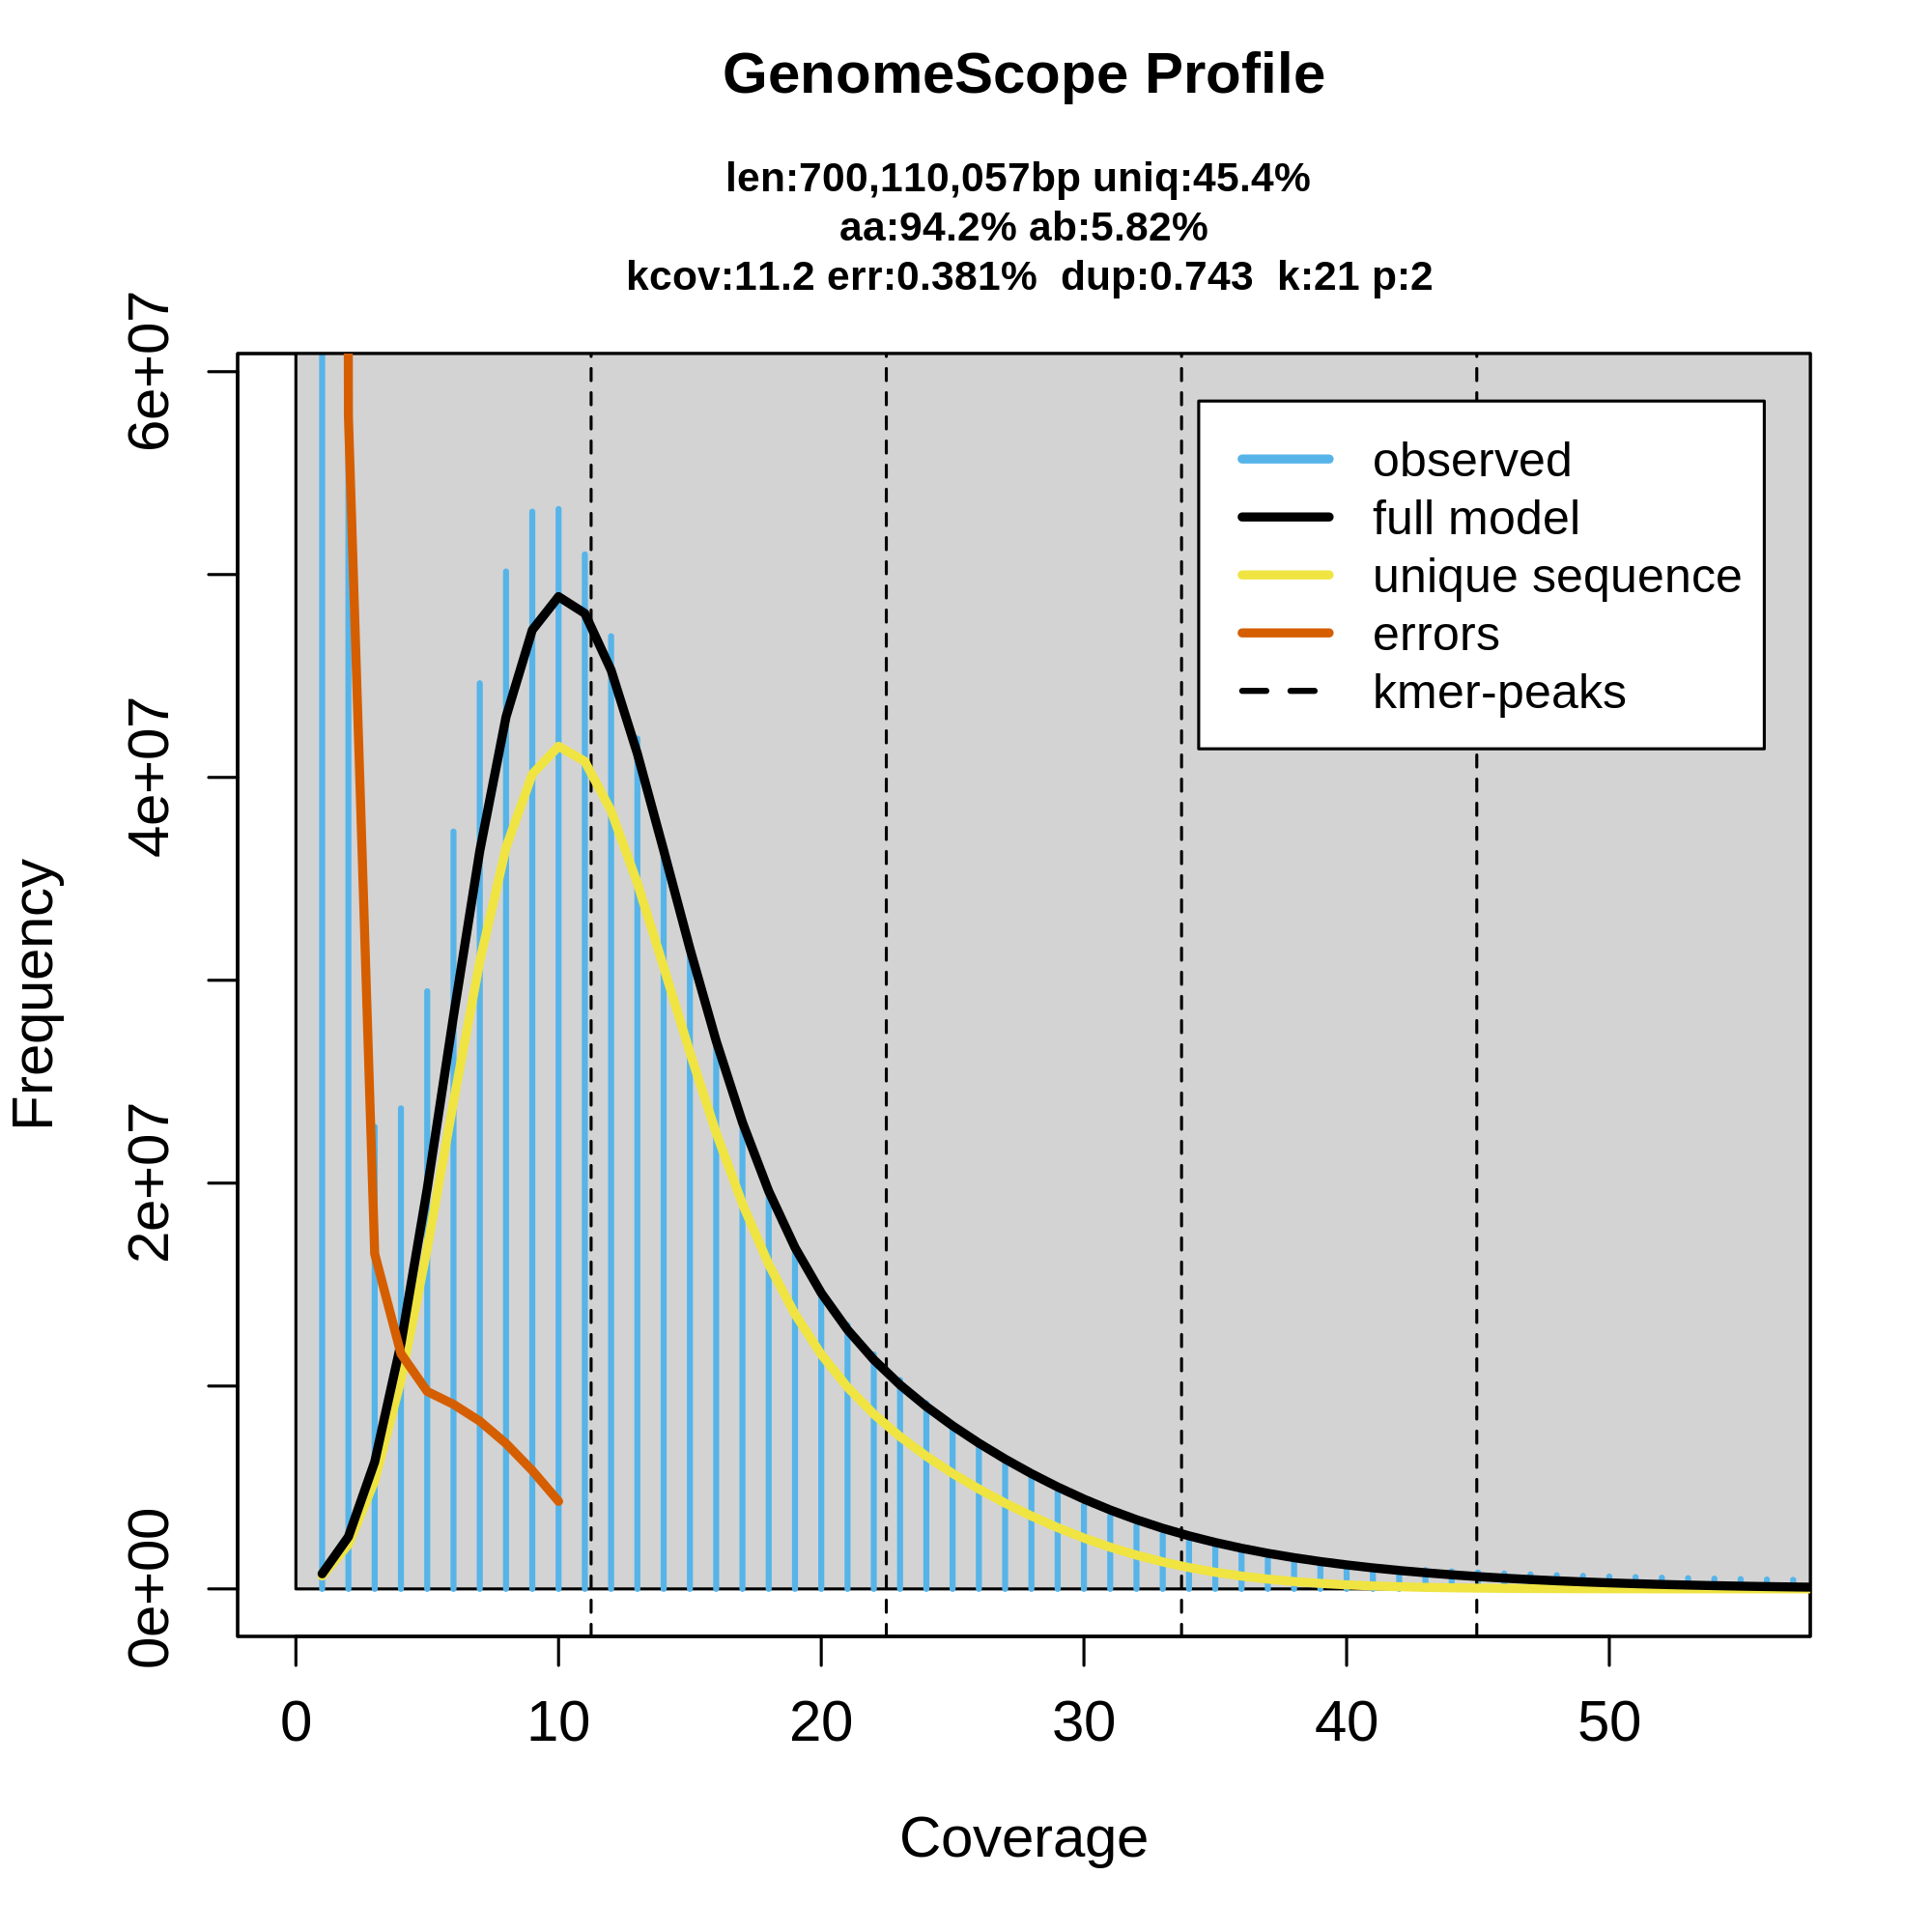 GenomeScope Profile
len:700,110,057bp uniq:45.4%
aa:94.2% ab:5.82%
kcov:11.2 err:0.381%  dup:0.743  k:21 p:2
observed
full model
unique sequence
errors
kmer-peaks
Frequency
6e+07
4e+07
2e+07
0e+00
0 10 20 30 40 50
Coverage